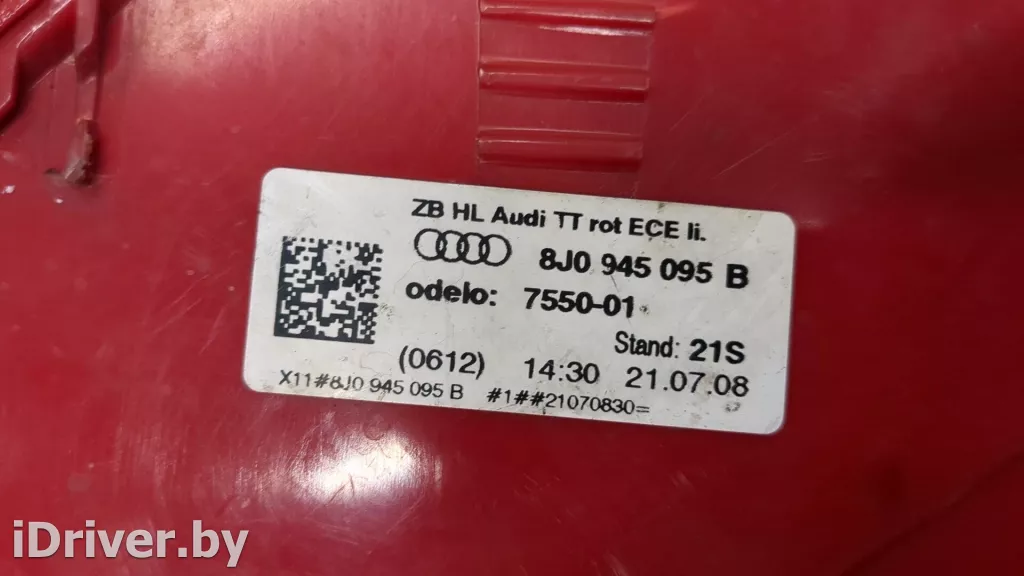 ZB HL Audi TT rot ECE li.
8J0 945 095 B
odelo: 7550-01
Stand: 21S
(0612) 14:30 21.07.08
X11#8J0 945 095 B #1##21070830=
iDriver.by